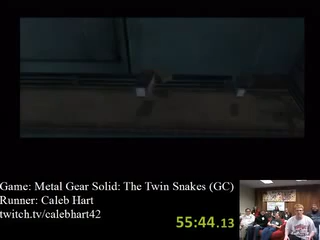 Game: Metal Gear Solid: The Twin Snakes (GC)
Runner: Caleb Hart
twitch.tv/calebhart42
55:44.13